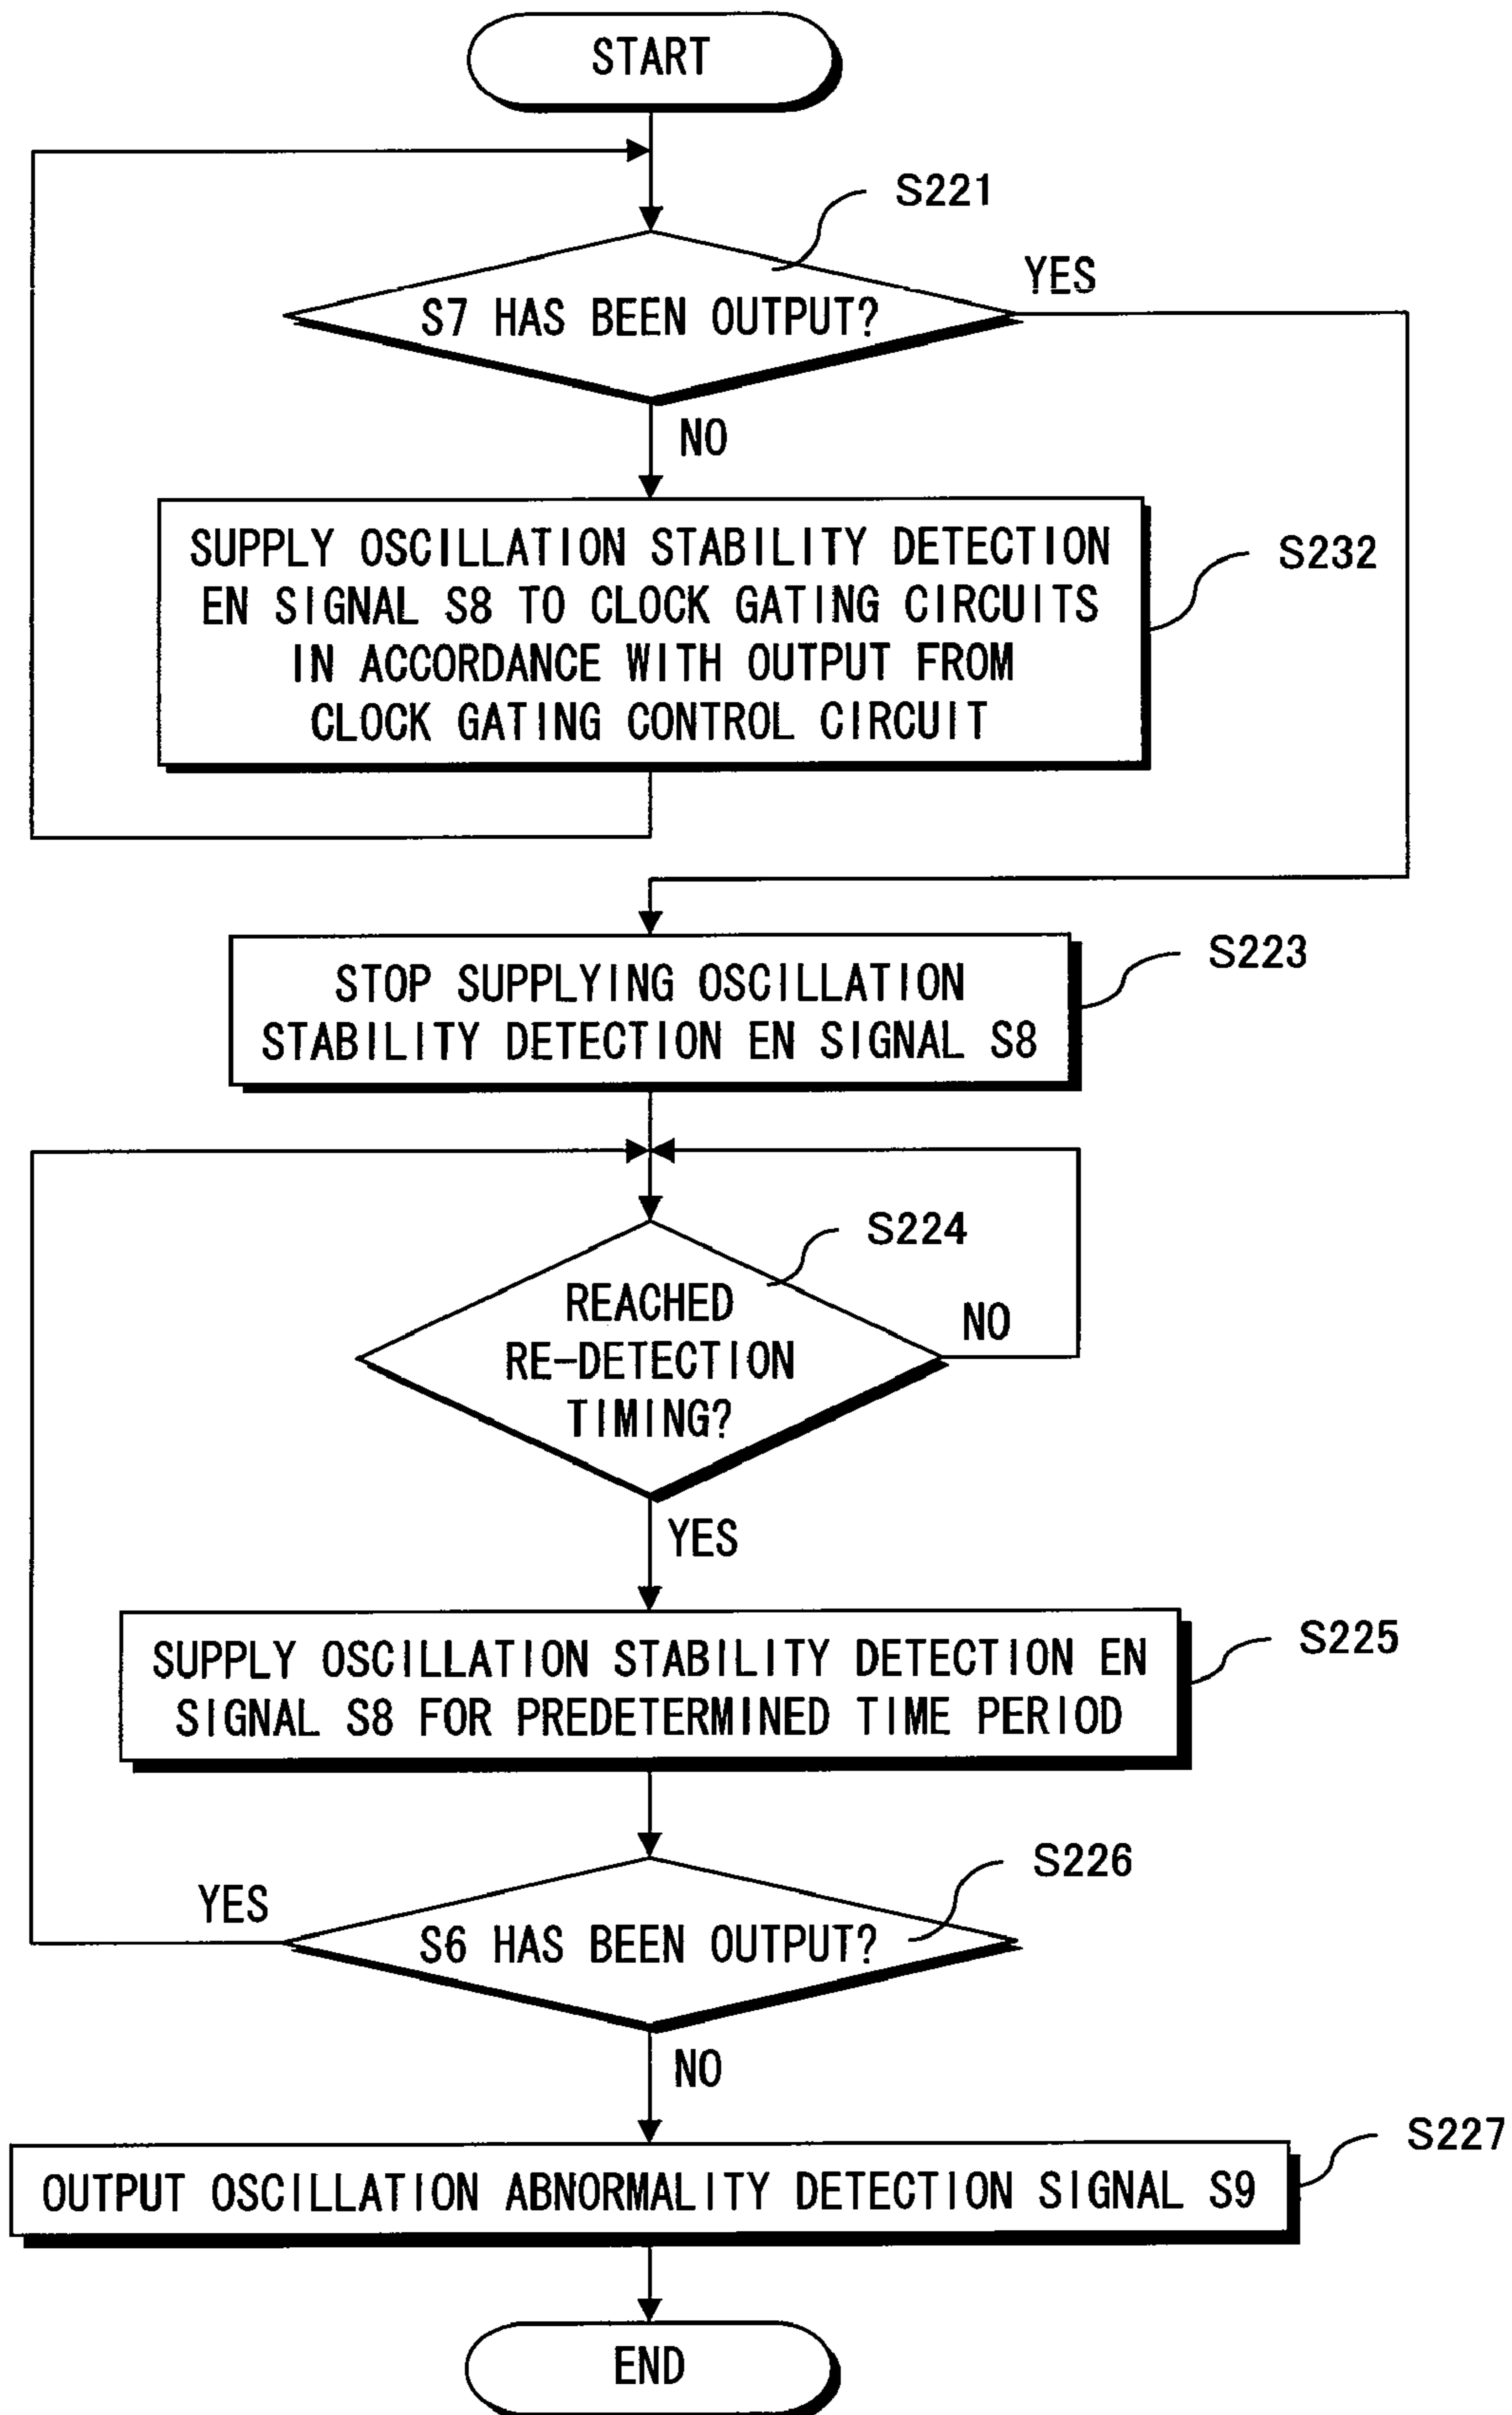 START
S221
YES
S7 HAS BEEN OUTPUT?
NO
SUPPLY OSCILLATION STABILITY DETECTION
EN SIGNAL S8 TO CLOCK GATING CIRCUITS
IN ACCORDANCE WITH OUTPUT FROM
CLOCK GATING CONTROL CIRCUIT
S232
S223
STOP SUPPLYING OSCILLATION
STABILITY DETECTION EN SIGNAL S8
S224
REACHED
RE-DETECTION
TIMING?
NO
YES
SUPPLY OSCILLATION STABILITY DETECTION EN
SIGNAL S8 FOR PREDETERMINED TIME PERIOD
S225
S226
YES
S6 HAS BEEN OUTPUT?
NO
S227
OUTPUT OSCILLATION ABNORMALITY DETECTION SIGNAL S9
END